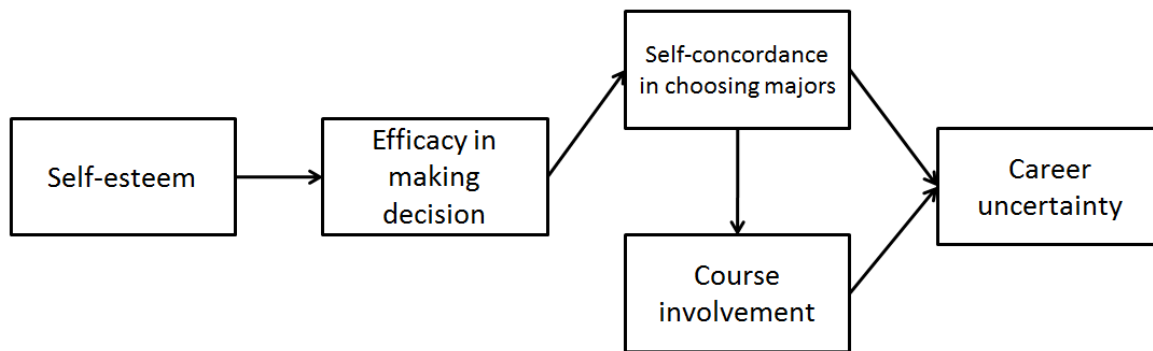 Self-esteem
Efficacy in
making
decision
Self-concordance
in choosing majors
Course
involvement
Career
uncertainty